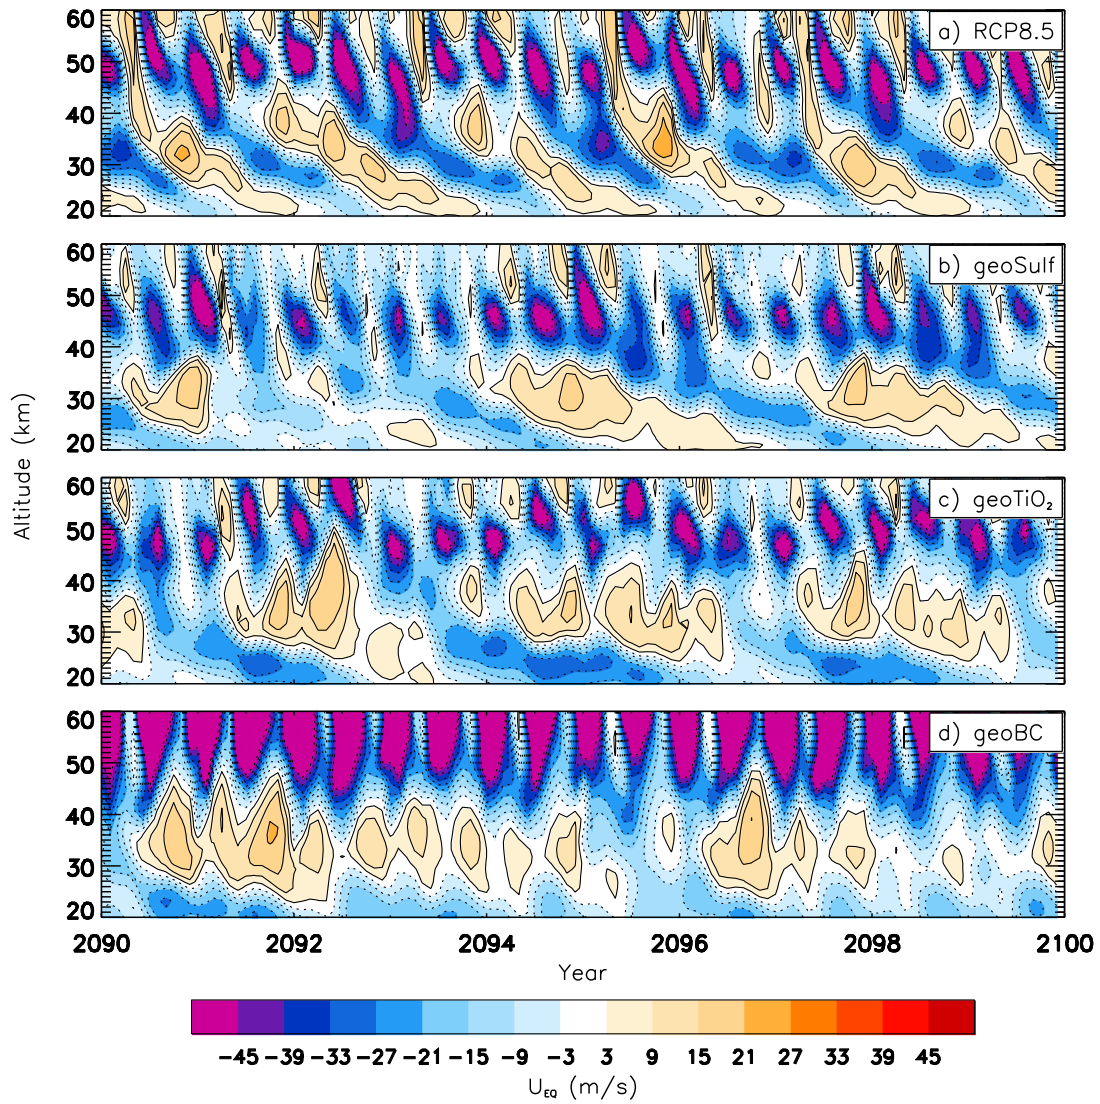 60
50
40
30
20
a) RCP8.5
60
50
40
30
20
b) geoSulf
60
50
40
30
20
c) geoTiO₂
60
50
40
30
20
d) geoBC
Altitude (km)
2090 2092 2094 2096 2098 2100
Year
-45 -39 -33 -27 -21 -15 -9 -3 3 9 15 21 27 33 39 45
U_EQ (m/s)